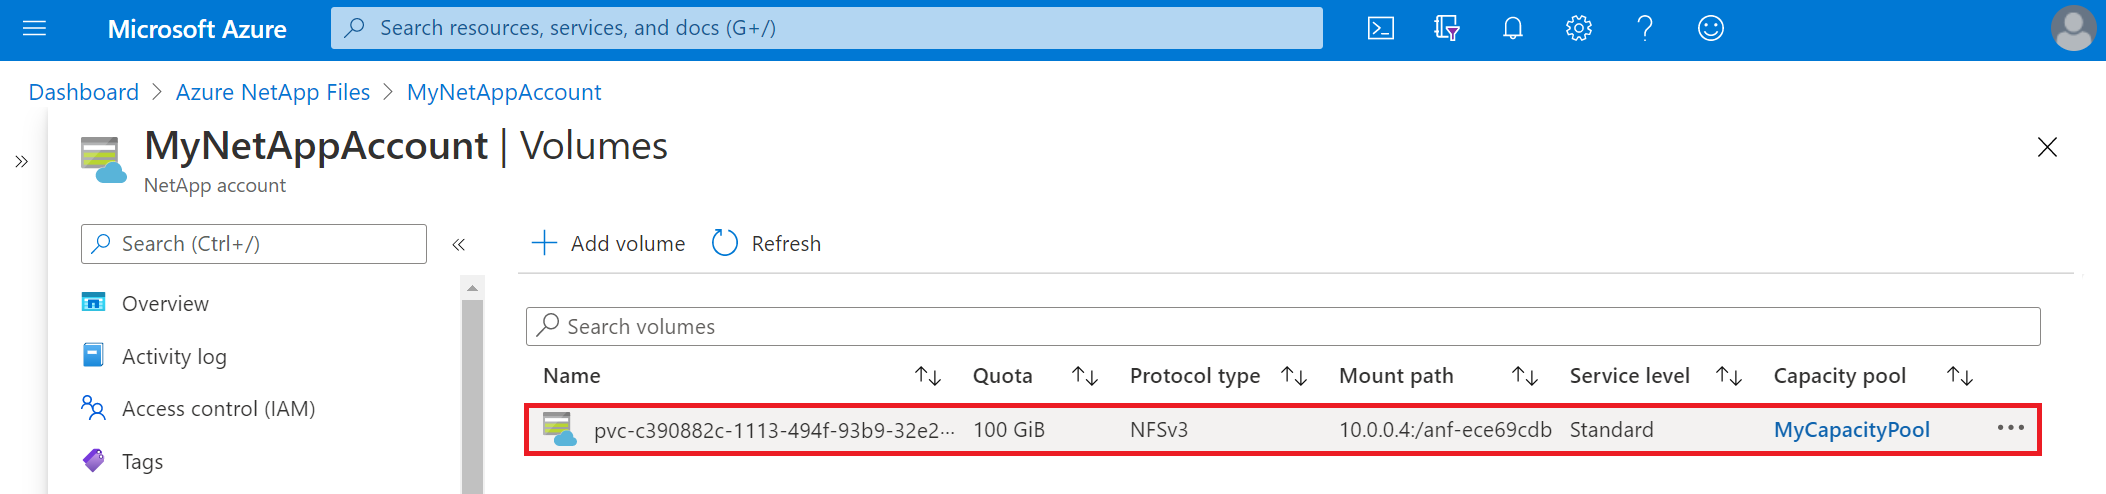 Microsoft Azure
Search resources, services, and docs (G+/)
Dashboard > Azure NetApp Files > MyNetAppAccount
MyNetAppAccount | Volumes
NetApp account
Search (Ctrl+/)
«
Add volume
Refresh
Overview
Activity log
Access control (IAM)
Tags
Search volumes
Name Quota Protocol type Mount path Service level Capacity pool
pvc-c390882c-1113-494f-93b9-32e2··· 100 GiB NFSv3 10.0.0.4:/anf-ece69cdb Standard MyCapacityPool ···